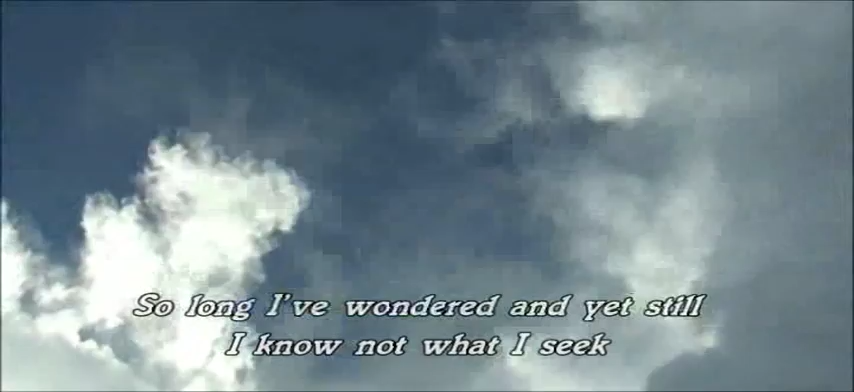 So long I've wondered and yet still
I know not what I seek